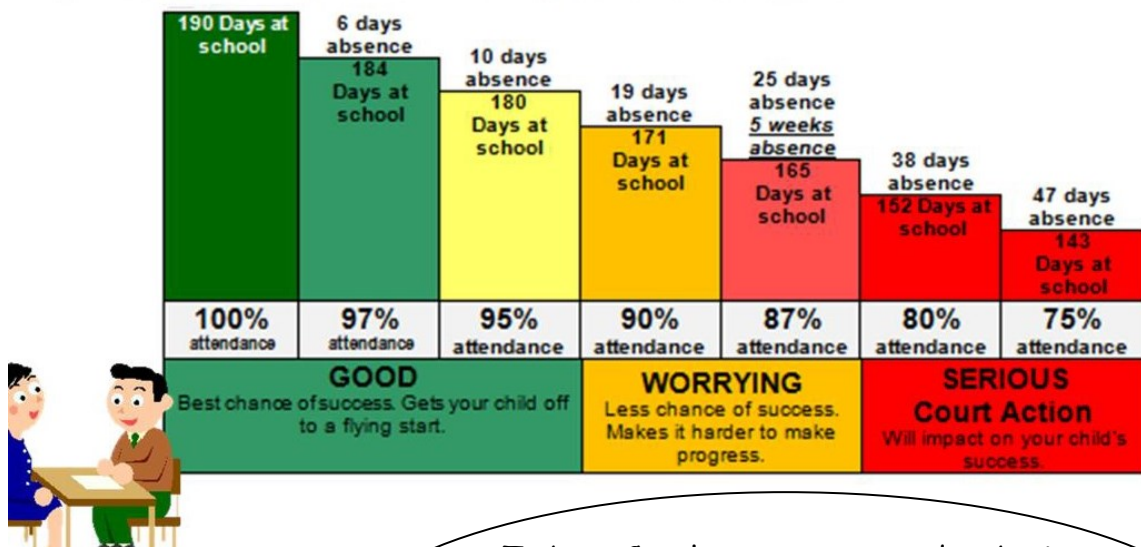 190 Days at
school
6 days
absence
184
Days at
school
10 days
absence
180
Days at
school
19 days
absence
171
Days at
school
25 days
absence
5 weeks
absence
165
Days at
school
38 days
absence
152 Days at
school
47 days
absence
143
Days at
school
100%
attendance
97%
attendance
95%
attendance
90%
attendance
87%
attendance
80%
attendance
75%
attendance
GOOD
Best chance of success. Gets your child off
to a flying start.
WORRYING
Less chance of success.
Makes it harder to make
progress.
SERIOUS
Court Action
Will impact on your child's
success.